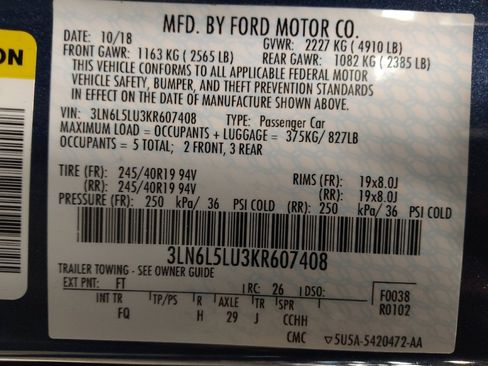 ON
MFD. BY FORD MOTOR CO.
DATE: 10/18 GVWR: 2227 KG (4910 LB)
FRONT GAWR: 1163 KG (2565 LB) REAR GAWR: 1082 KG (2385 LB)
THIS VEHICLE CONFORMS TO ALL APPLICABLE FEDERAL MOTOR
VEHICLE SAFETY, BUMPER, AND THEFT PREVENTION STANDARDS
IN EFFECT ON THE DATE OF MANUFACTURE SHOWN ABOVE.
VIN: 3LN6L5LU3KR607408 TYPE: Passenger Car
MAXIMUM LOAD = OCCUPANTS + LUGGAGE = 375KG/ 827LB
OCCUPANTS = 5 TOTAL; 2 FRONT, 3 REAR
TIRE (FR): 245/40R19 94V RIMS (FR): 19x8.0J
(RR): 245/40R19 94V (RR): 19x8.0J
PRESSURE (FR): 250 kPa/ 36 PSI COLD (RR): 250 kPa/ 36 PSI COLD
3LN6L5LU3KR607408
TRAILER TOWING - SEE OWNER GUIDE
EXT PNT: FT RC: 26 DSO: F0038
R0102
INT TR TP/PS R AXLE TR SPR
FQ H 29 J CCHH
CMC ▽5U5A-5420472-AA